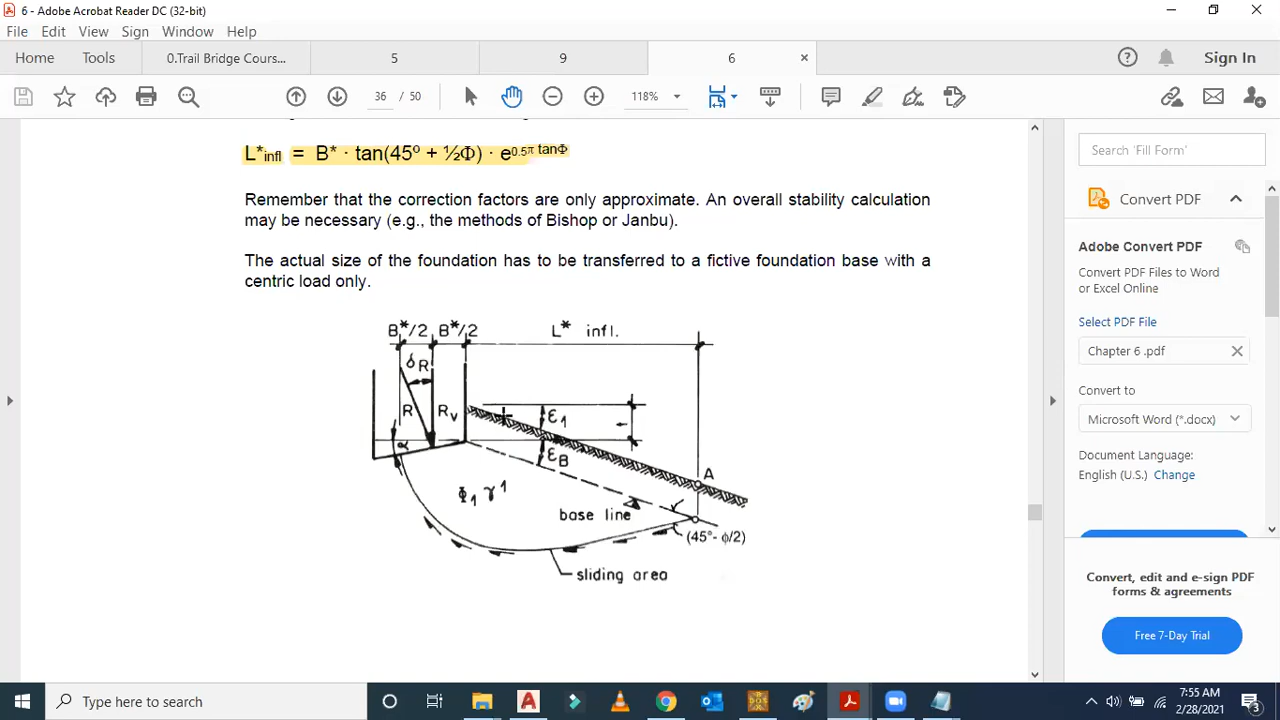 6 - Adobe Acrobat Reader DC (32-bit)
File Edit View Sign Window Help
Home Tools 0.Trail Bridge Cours... 5 9 6 Sign In
36 / 50 118%
L*infl = B* · tan(45º + ½Φ) · e0.5π tanΦ
Remember that the correction factors are only approximate. An overall stability calculation
may be necessary (e.g., the methods of Bishop or Janbu).
The actual size of the foundation has to be transferred to a fictive foundation base with a
centric load only.
B*/2 B*/2 L* infl.
δR
R Rv ε1 t
α εB A
Φ1 γ1
base line
(45°- ϕ/2)
sliding area
Search 'Fill Form'
Convert PDF
Adobe Convert PDF
Convert PDF Files to Word
or Excel Online
Select PDF File
Chapter 6 .pdf
Convert to
Microsoft Word (*.docx)
Document Language:
English (U.S.) Change
Convert, edit and e-sign PDF
forms & agreements
Free 7-Day Trial
Type here to search
7:55 AM
2/28/2021
3